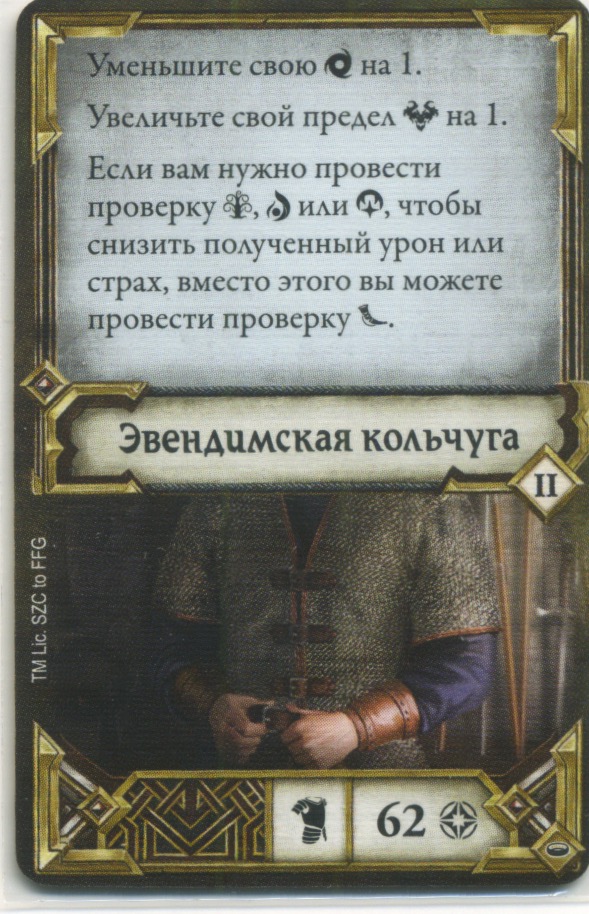 Уменьшите свою на 1.
Увеличьте свой предел на 1.
Если вам нужно провести
проверку , или , чтобы
снизить полученный урон или
страх, вместо этого вы можете
провести проверку .
Эвендимская кольчуга
II
TM Lic. SZC to FFG
62